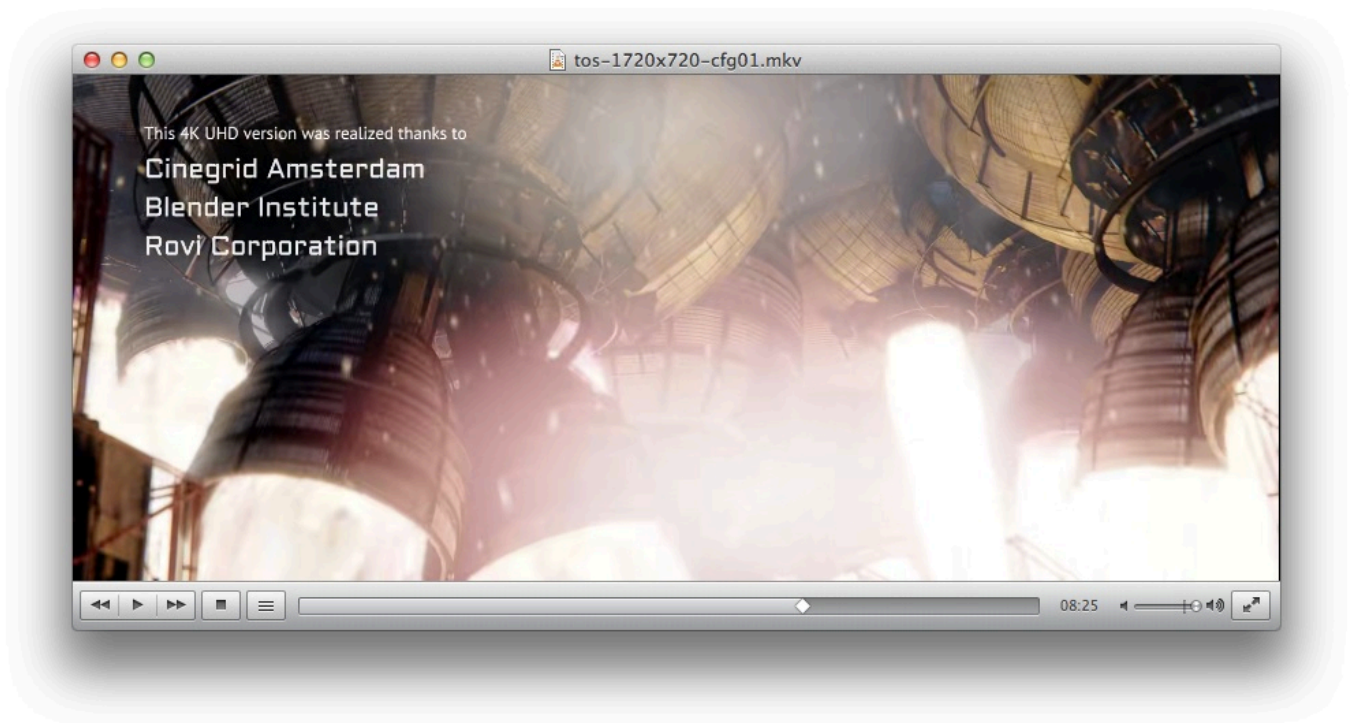 tos-1720x720-cfg01.mkv
This 4K UHD version was realized thanks to
Cinegrid Amsterdam
Blender Institute
Rovi Corporation
08:25